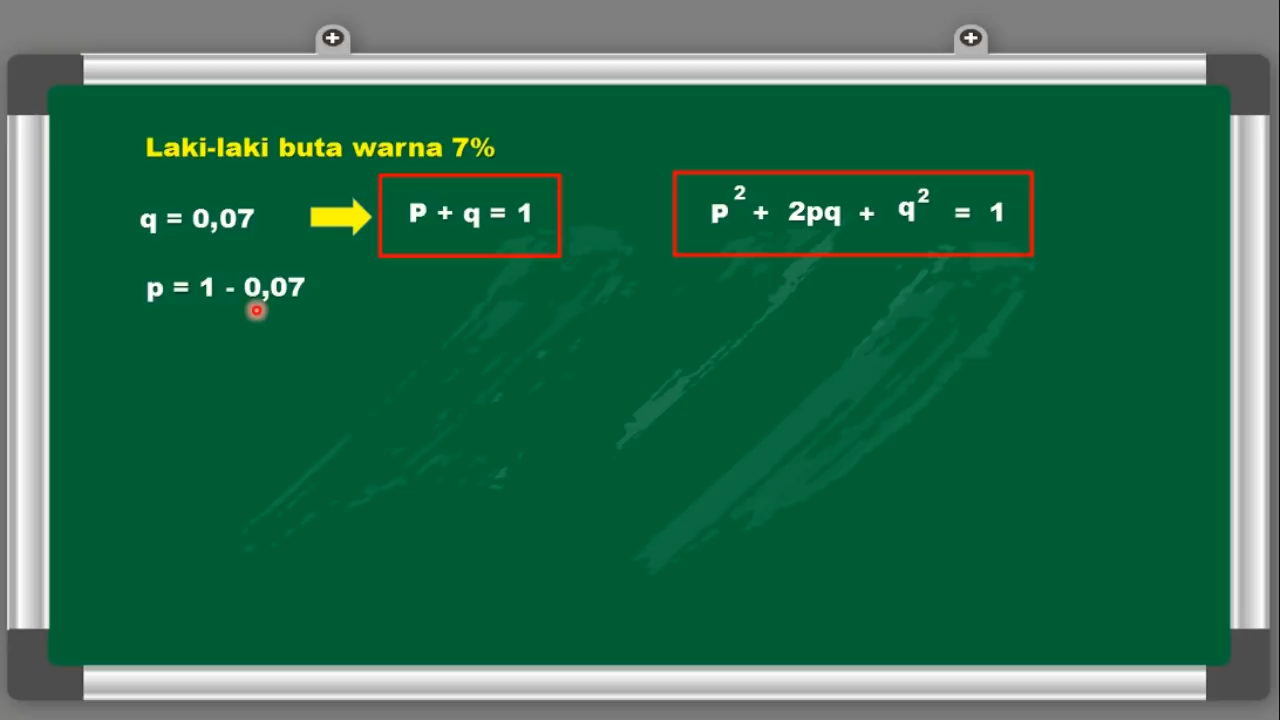 Laki-laki buta warna 7%
q = 0,07
P + q = 1
p² + 2pq + q² = 1
p = 1 - 0,07